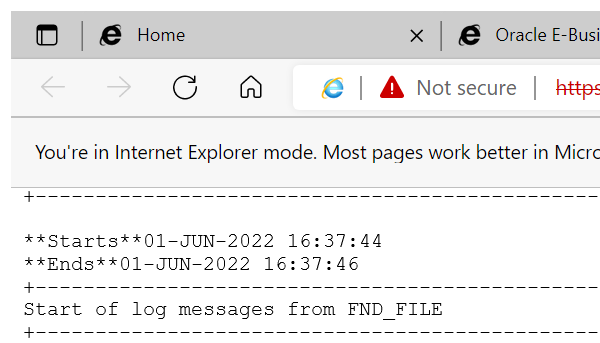 Home Oracle E-Busi
Not secure https
You're in Internet Explorer mode. Most pages work better in Micro
+-----------------------------------------------
**Starts**01-JUN-2022 16:37:44
**Ends**01-JUN-2022 16:37:46
+-----------------------------------------------
Start of log messages from FND_FILE
+-----------------------------------------------